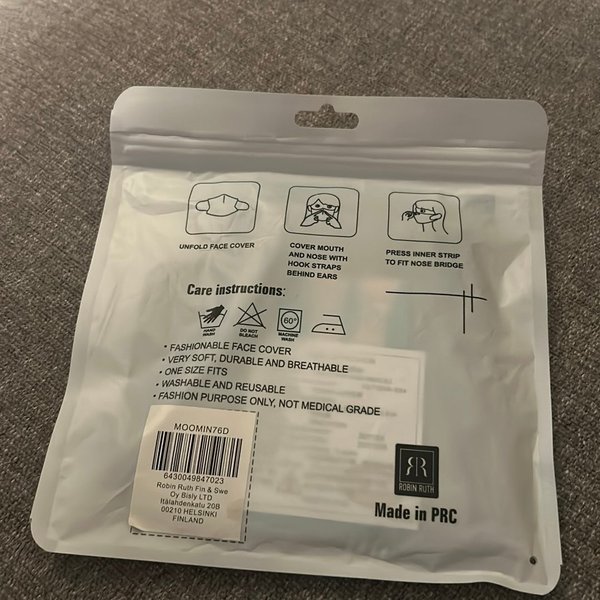 UNFOLD FACE COVER
COVER MOUTH
AND NOSE WITH
HOOK STRAPS
BEHIND EARS
PRESS INNER STRIP
TO FIT NOSE BRIDGE
Care instructions:
HAND
WASH
DO NOT
BLEACH
60°
MACHINE
WASH
• FASHIONABLE FACE COVER
• VERY SOFT, DURABLE AND BREATHABLE
• ONE SIZE FITS
• WASHABLE AND REUSABLE
• FASHION PURPOSE ONLY, NOT MEDICAL GRADE
MOOMIN76D
6430049847023
Robin Ruth Fin & Swe
Oy Bisly LTD
Itälahdenkatu 20B
00210 HELSINKI
FINLAND
RR
ROBIN RUTH
Made in PRC